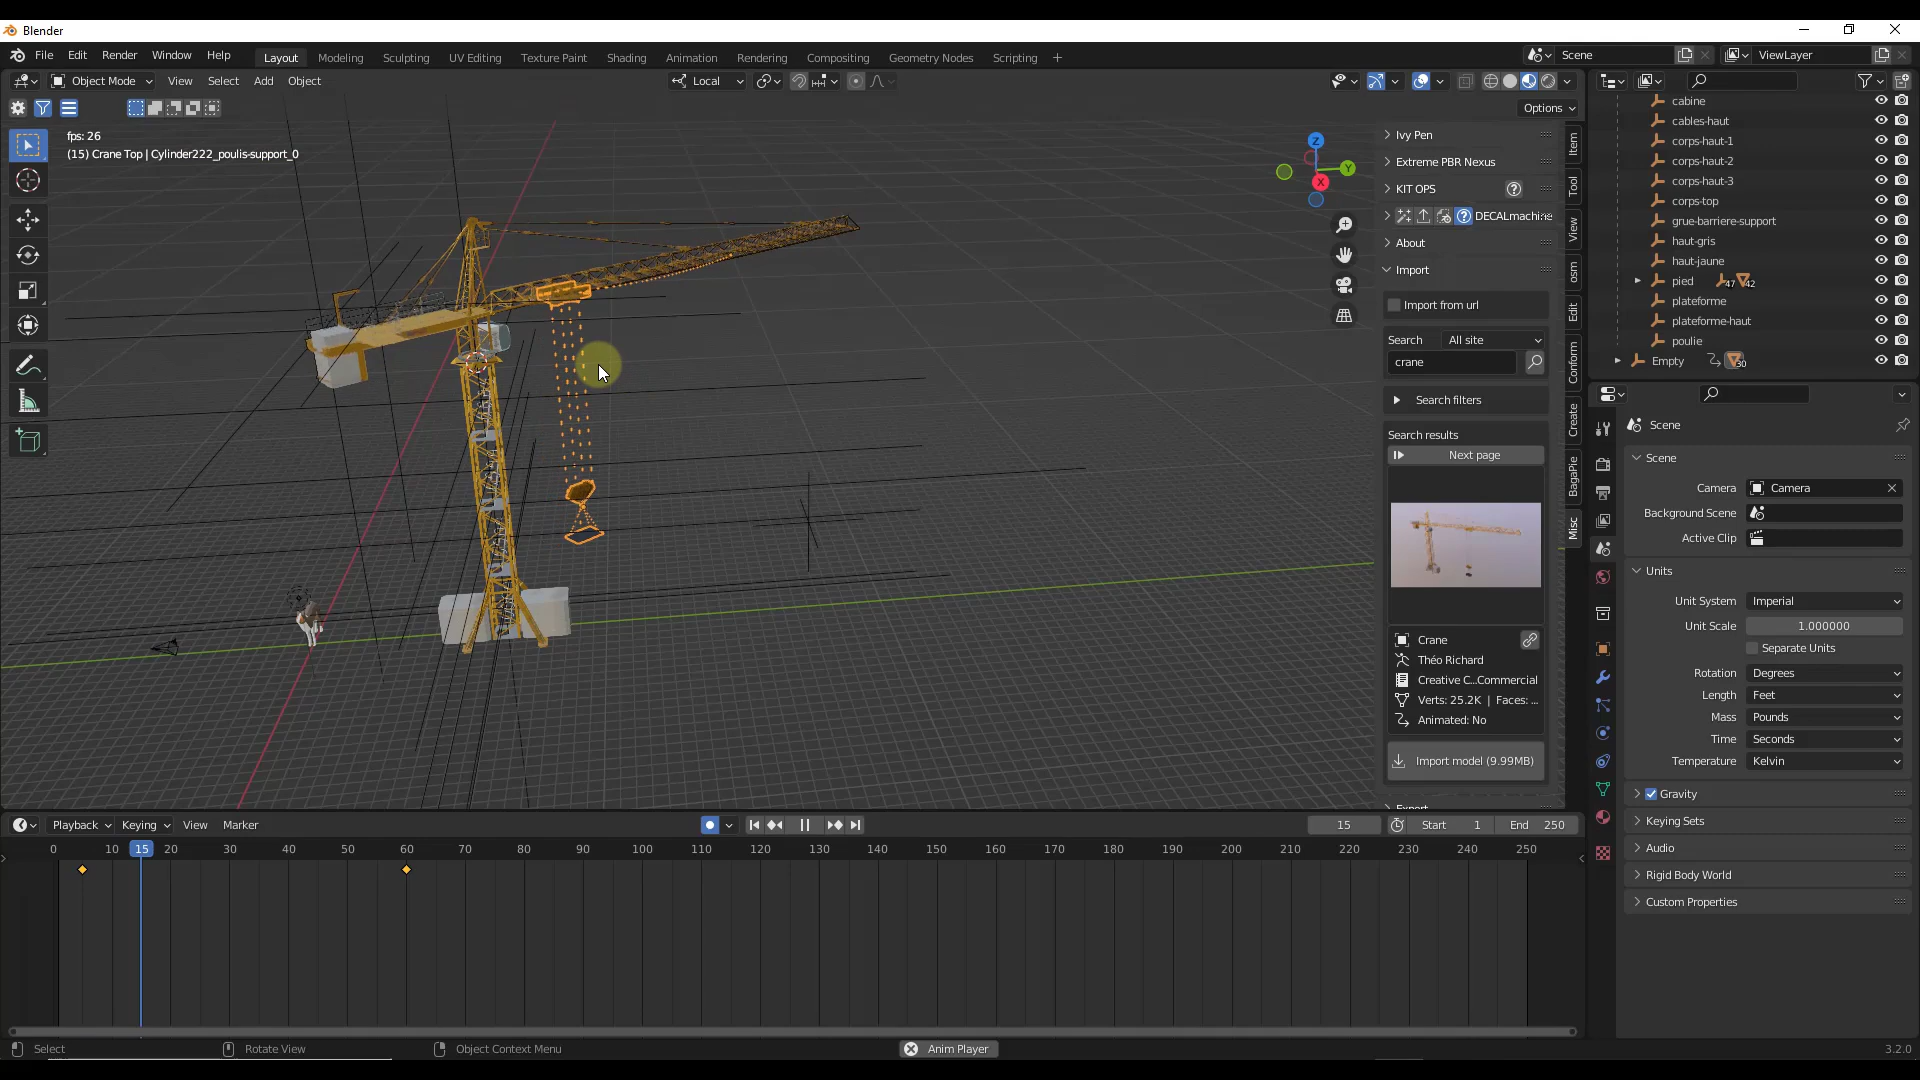 Blender
File Edit Render Window Help Layout Modeling Sculpting UV Editing Texture Paint Shading Animation Rendering Compositing Geometry Nodes Scripting + Scene ViewLayer
Object Mode View Select Add Object Local
Options
fps: 26
(15) Crane Top | Cylinder222_poulis-support_0
Z
Y
X
Ivy Pen
Extreme PBR Nexus
KIT OPS
DECALmachine
About
Import
Import from url
Search All site
crane
Search filters
Search results
Next page
Crane
Théo Richard
Creative C...Commercial
Verts: 25.2K | Faces: ...
Animated: No
Import model (9.99MB)
Export
Item
Tool
View
osm
Edit
Conform
Create
BagaPie
Misc
cabine
cables-haut
corps-haut-1
corps-haut-2
corps-haut-3
corps-top
grue-barriere-support
haut-gris
haut-jaune
pied 47 42
plateforme
plateforme-haut
poulie
Empty 30
Scene
Scene
Camera Camera
Background Scene
Active Clip
Units
Unit System Imperial
Unit Scale 1.000000
Separate Units
Rotation Degrees
Length Feet
Mass Pounds
Time Seconds
Temperature Kelvin
Gravity
Keying Sets
Audio
Rigid Body World
Custom Properties
Playback Keying View Marker 15 Start 1 End 250
0 10 15 20 30 40 50 60 70 80 90 100 110 120 130 140 150 160 170 180 190 200 210 220 230 240 250
Select Rotate View Object Context Menu Anim Player 3.2.0